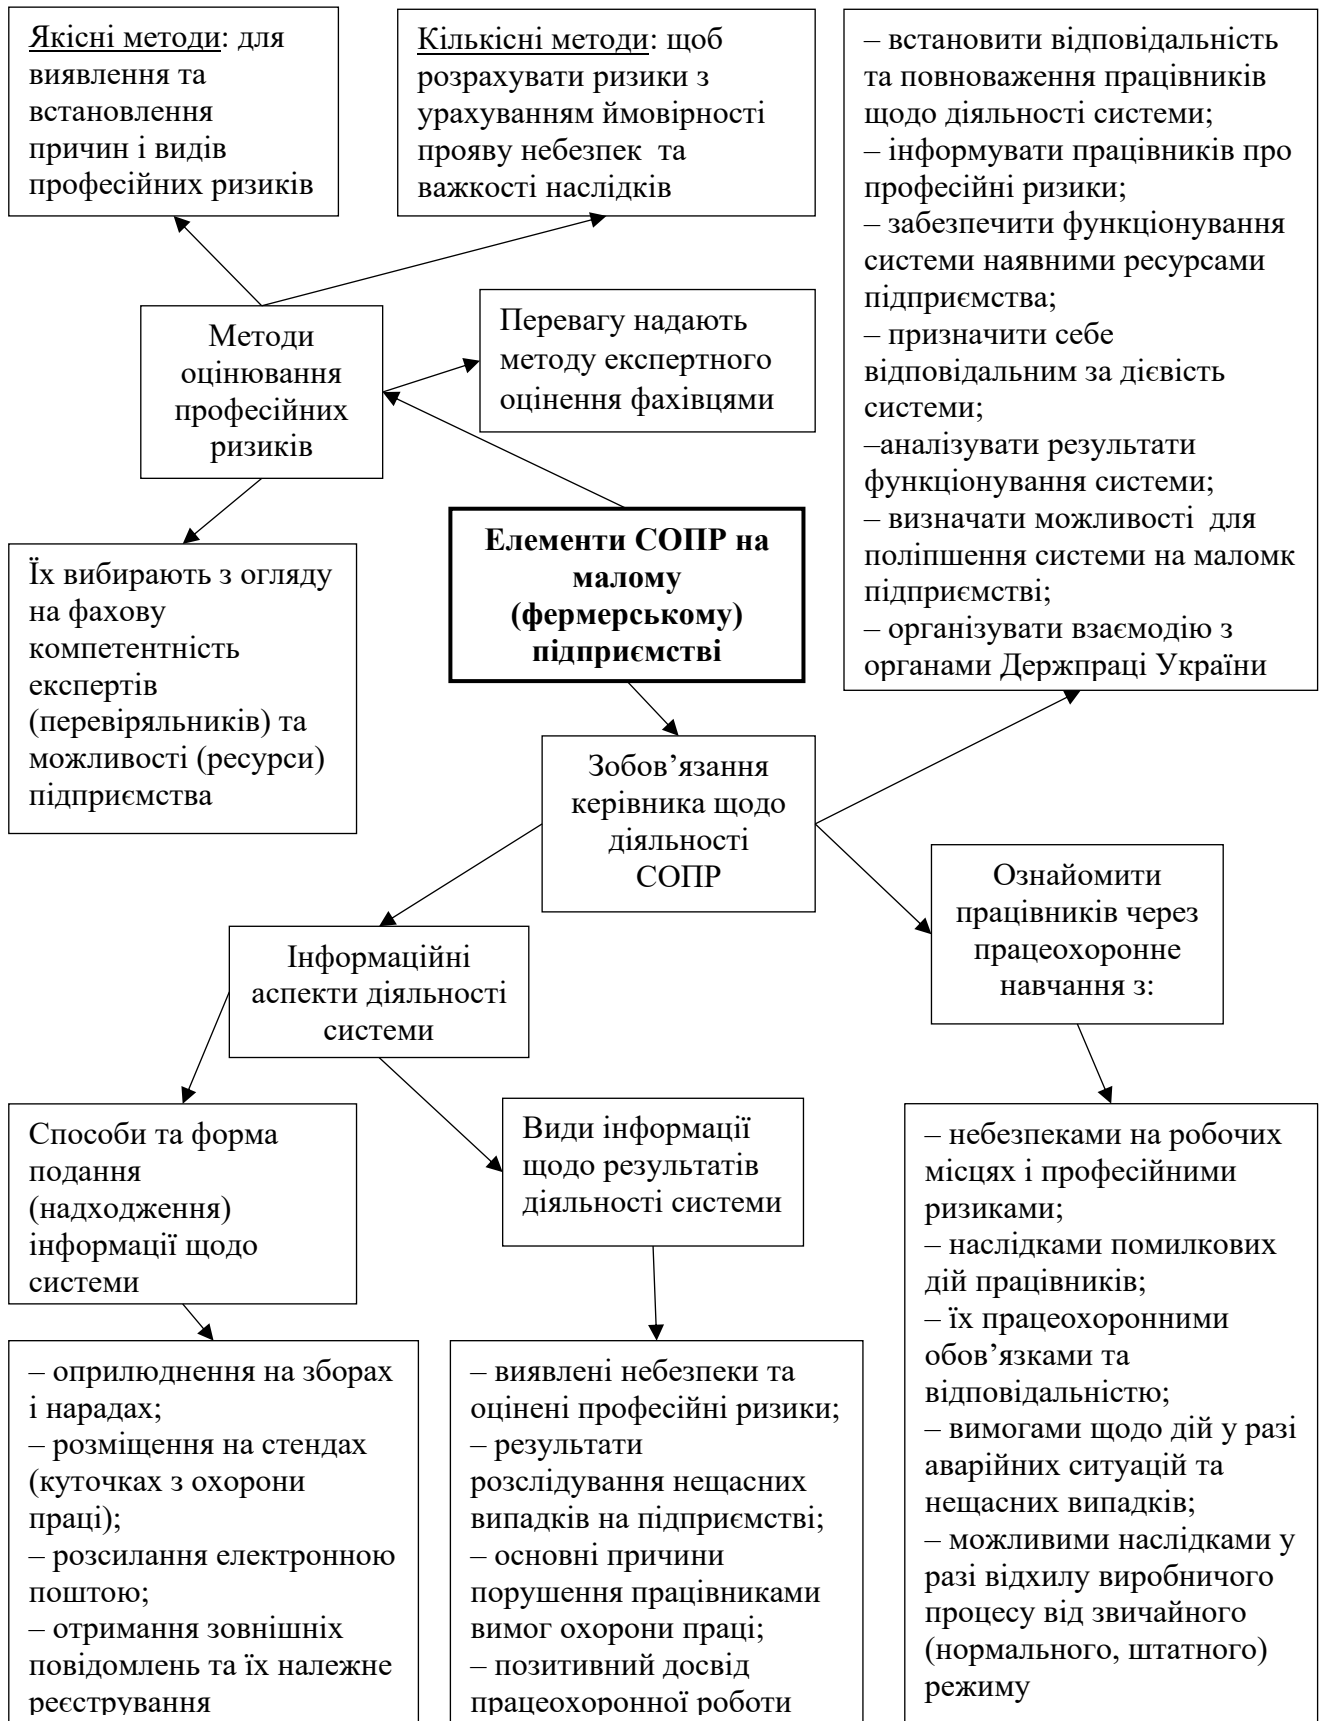 Якісні методи: для
виявлення та
встановлення
причин і видів
професійних ризиків
Кількісні методи: щоб
розрахувати ризики з
урахуванням ймовірності
прояву небезпек та
важкості наслідків
– встановити відповідальність
та повноваження працівників
щодо діяльності системи;
– інформувати працівників про
професійні ризики;
– забезпечити функціонування
системи наявними ресурсами
підприємства;
– призначити себе
відповідальним за дієвість
системи;
–аналізувати результати
функціонування системи;
– визначати можливості для
поліпшення системи на маломк
підприємстві;
– організувати взаємодію з
органами Держпраці України
Методи
оцінювання
професійних
ризиків
Перевагу надають
методу експертного
оцінення фахівцями
Елементи СОПР на
малому
(фермерському)
підприємстві
Їх вибирають з огляду
на фахову
компетентність
експертів
(перевіряльників) та
можливості (ресурси)
підприємства
Зобов’язання
керівника щодо
діяльності
СОПР
Ознайомити
працівників через
працеохоронне
навчання з:
Інформаційні
аспекти діяльності
системи
Способи та форма
подання
(надходження)
інформації щодо
системи
Види інформації
щодо результатів
діяльності системи
– небезпеками на робочих
місцях і професійними
ризиками;
– наслідками помилкових
дій працівників;
– їх працеохоронними
обов’язками та
відповідальністю;
– вимогами щодо дій у разі
аварійних ситуацій та
нещасних випадків;
– можливими наслідками у
разі відхилу виробничого
процесу від звичайного
(нормального, штатного)
режиму
– оприлюднення на зборах
і нарадах;
– розміщення на стендах
(куточках з охорони
праці);
– розсилання електронною
поштою;
– отримання зовнішніх
повідомлень та їх належне
реєстрування
– виявлені небезпеки та
оцінені професійні ризики;
– результати
розслідування нещасних
випадків на підприємстві;
– основні причини
порушення працівниками
вимог охорони праці;
– позитивний досвід
працеохоронної роботи